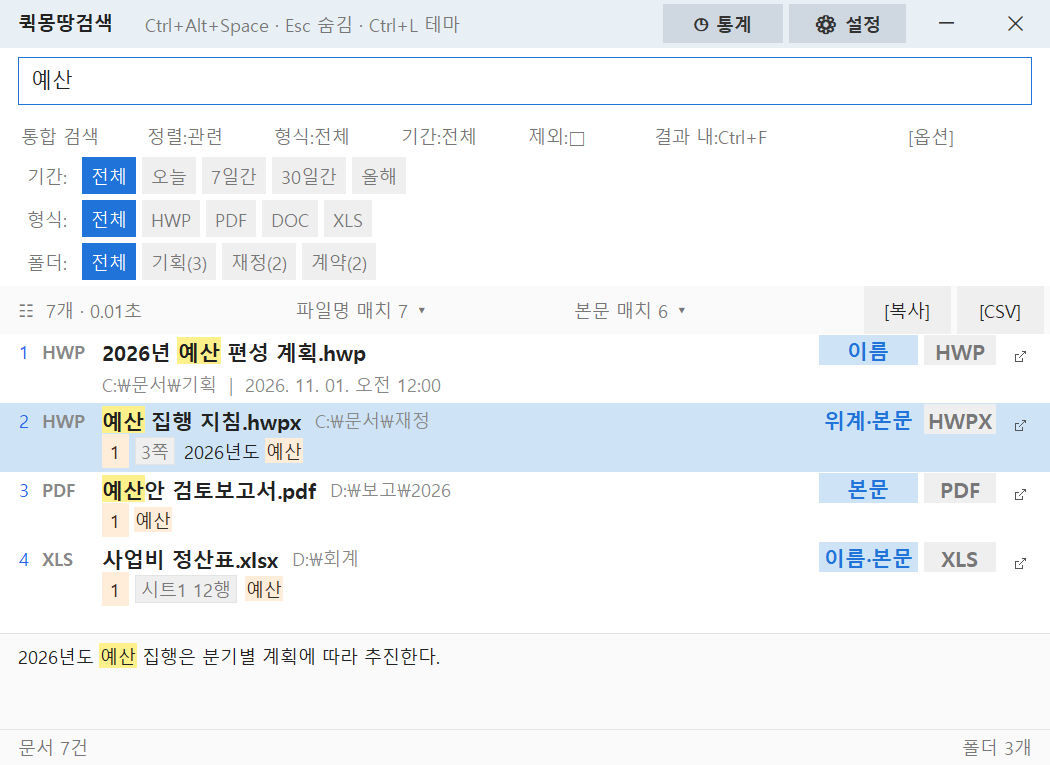 퀵몽땅검색 Ctrl+Alt+Space · Esc 숨김 · Ctrl+L 테마 통계 설정
예산
통합 검색 정렬:관련 형식:전체 기간:전체 제외:□ 결과 내:Ctrl+F [옵션]
기간: 전체 오늘 7일간 30일간 올해
형식: 전체 HWP PDF DOC XLS
폴더: 전체 기획(3) 재정(2) 계약(2)
7개 · 0.01초 파일명 매치 7 ▾ 본문 매치 6 ▾ [복사] [CSV]
1 HWP 2026년 예산 편성 계획.hwp 이름 HWP
C:₩문서₩기획 | 2026. 11. 01. 오전 12:00
2 HWP 예산 집행 지침.hwpx C:₩문서₩재정 위계·본문 HWPX
1 3쪽 2026년도 예산
3 PDF 예산안 검토보고서.pdf D:₩보고₩2026 본문 PDF
1 예산
4 XLS 사업비 정산표.xlsx D:₩회계 이름·본문 XLS
1 시트1 12행 예산
2026년도 예산 집행은 분기별 계획에 따라 추진한다.
문서 7건 폴더 3개